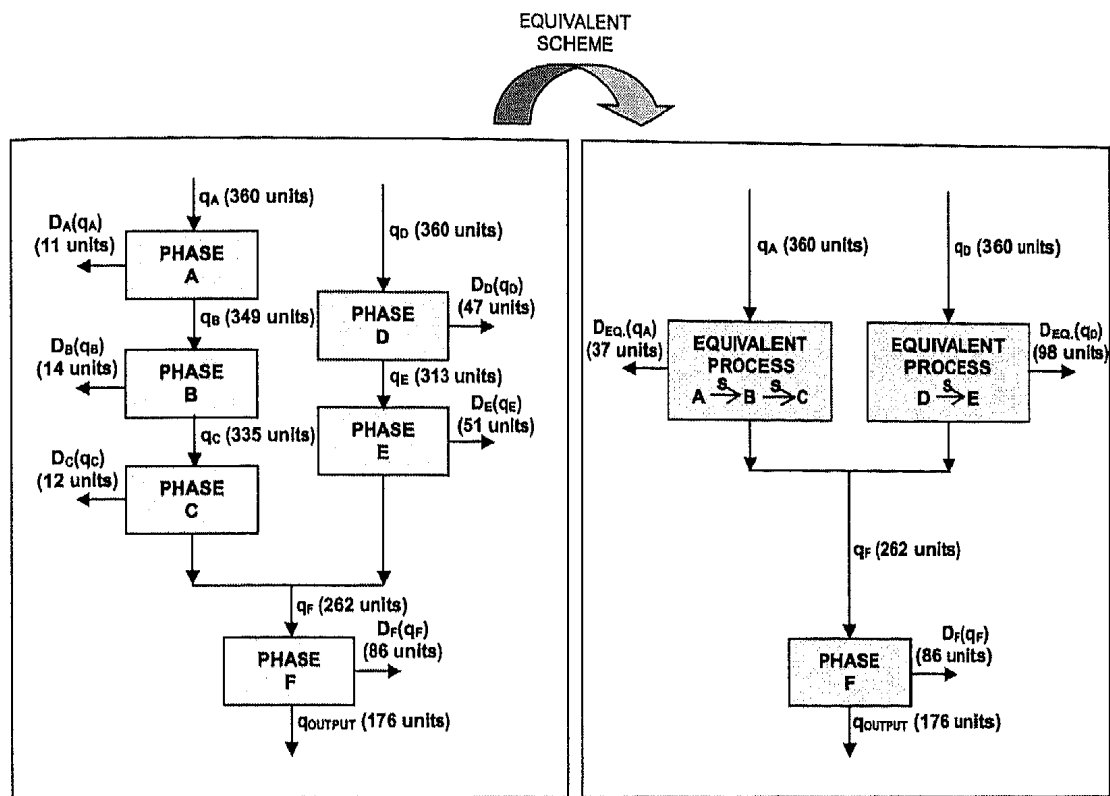 EQUIVALENT
SCHEME
qA (360 units)
DA(qA)
(11 units)
PHASE
A
qB (349 units)
DB(qB)
(14 units)
PHASE
B
qC (335 units)
DC(qC)
(12 units)
PHASE
C
qD (360 units)
DD(qD)
(47 units)
PHASE
D
qE (313 units)
DE(qE)
(51 units)
PHASE
E
qF (262 units)
DF(qF)
(86 units)
PHASE
F
qOUTPUT (176 units)
qA (360 units)
qD (360 units)
DEQ.(qA)
(37 units)
EQUIVALENT
PROCESS
A S→ B S→ C
EQUIVALENT
PROCESS
D S→ E
DEQ.(qD)
(98 units)
qF (262 units)
DF(qF)
(86 units)
PHASE
F
qOUTPUT (176 units)